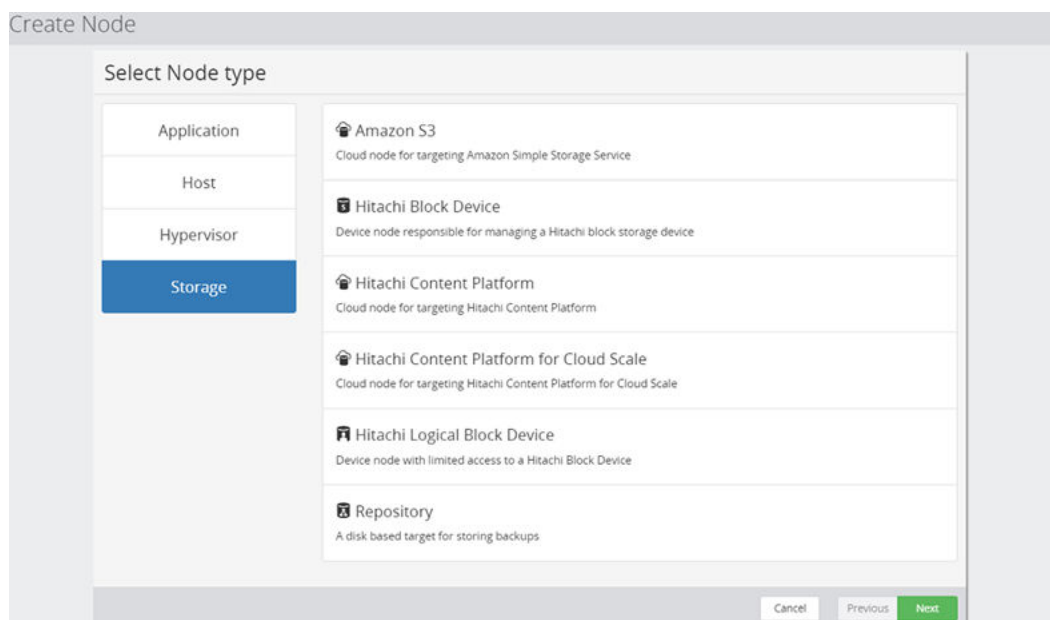 Create Node
Select Node type
Application
Host
Hypervisor
Storage
Amazon S3
Cloud node for targeting Amazon Simple Storage Service
Hitachi Block Device
Device node responsible for managing a Hitachi block storage device
Hitachi Content Platform
Cloud node for targeting Hitachi Content Platform
Hitachi Content Platform for Cloud Scale
Cloud node for targeting Hitachi Content Platform for Cloud Scale
Hitachi Logical Block Device
Device node with limited access to a Hitachi Block Device
Repository
A disk based target for storing backups
Cancel Previous Next